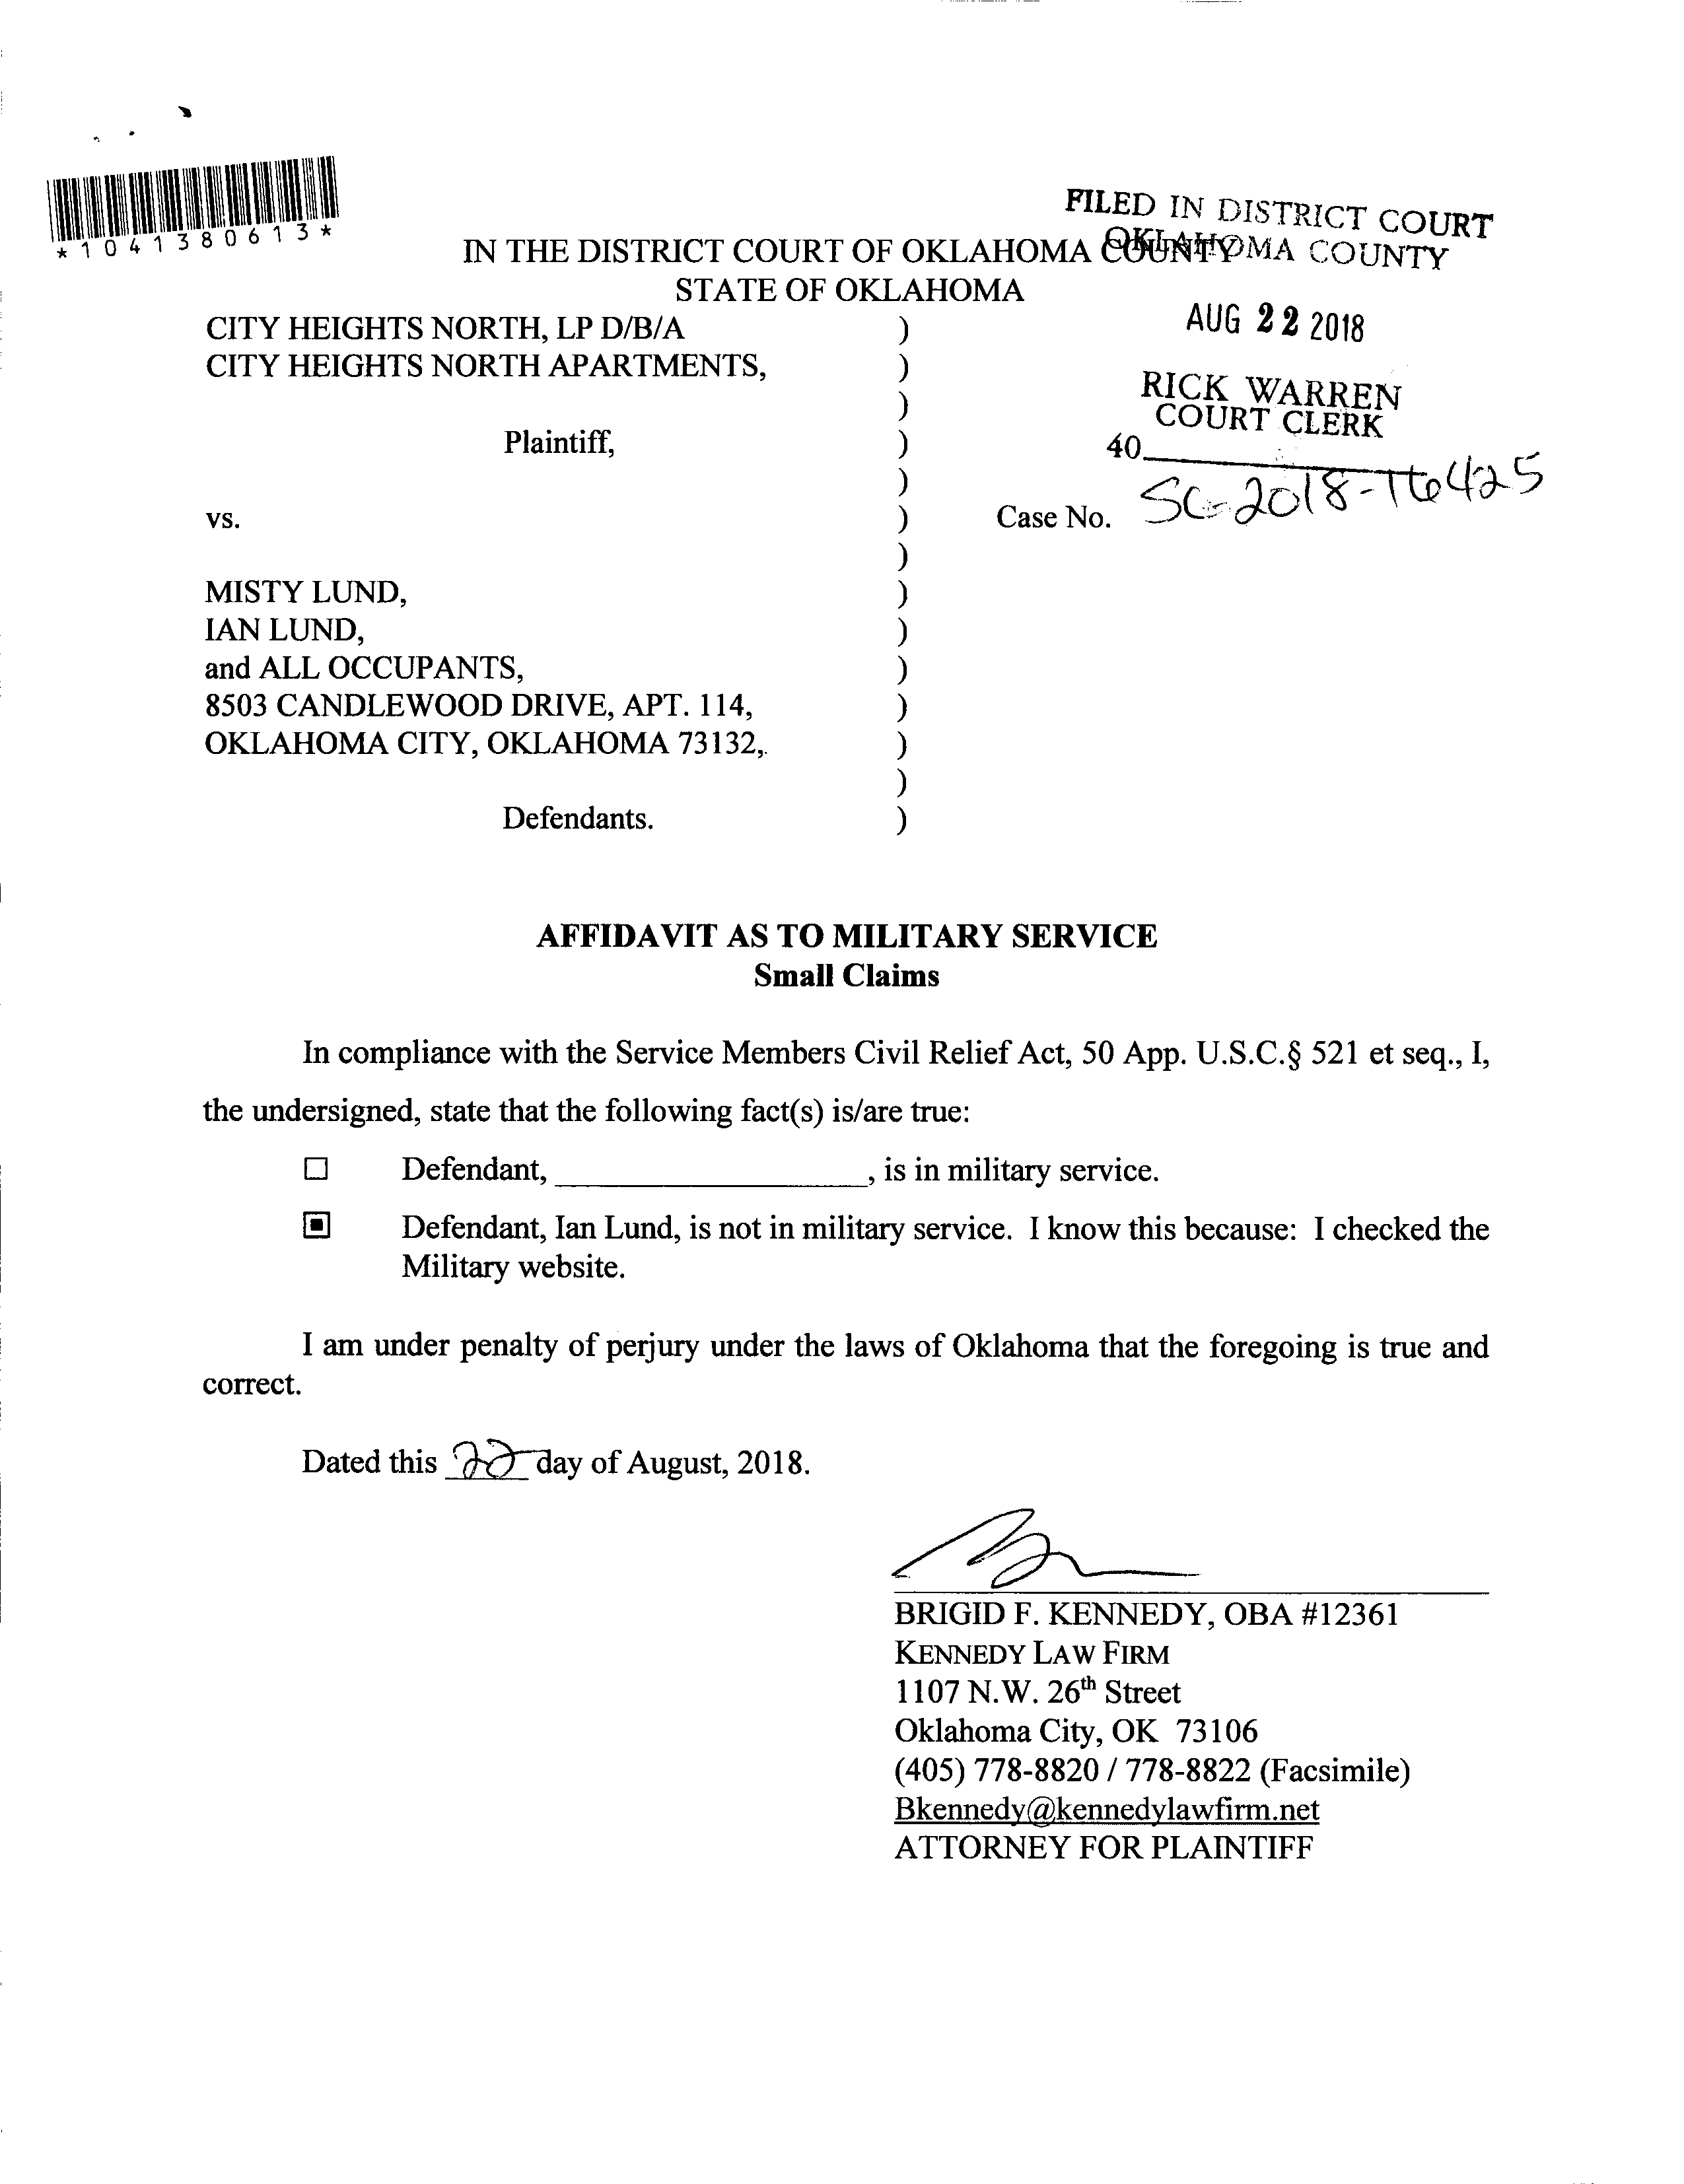 *1041380613*
FILED IN DISTRICT COURT
OKLAHOMA COUNTY
IN THE DISTRICT COURT OF OKLAHOMA COUNTY
STATE OF OKLAHOMA
AUG 22 2018
RICK WARREN
COURT CLERK
40
CITY HEIGHTS NORTH, LP D/B/A )
CITY HEIGHTS NORTH APARTMENTS, )
)
Plaintiff, )
)
vs. ) Case No. SC-2018-16425
)
MISTY LUND, )
IAN LUND, )
and ALL OCCUPANTS, )
8503 CANDLEWOOD DRIVE, APT. 114, )
OKLAHOMA CITY, OKLAHOMA 73132, )
)
Defendants. )
AFFIDAVIT AS TO MILITARY SERVICE
Small Claims
In compliance with the Service Members Civil Relief Act, 50 App. U.S.C.§ 521 et seq., I,
the undersigned, state that the following fact(s) is/are true:
☐ Defendant, ____________________, is in military service.
▣ Defendant, Ian Lund, is not in military service. I know this because: I checked the
Military website.
I am under penalty of perjury under the laws of Oklahoma that the foregoing is true and
correct.
Dated this 22 day of August, 2018.
BRIGID F. KENNEDY, OBA #12361
KENNEDY LAW FIRM
1107 N.W. 26th Street
Oklahoma City, OK 73106
(405) 778-8820 / 778-8822 (Facsimile)
Bkennedy@kennedylawfirm.net
ATTORNEY FOR PLAINTIFF